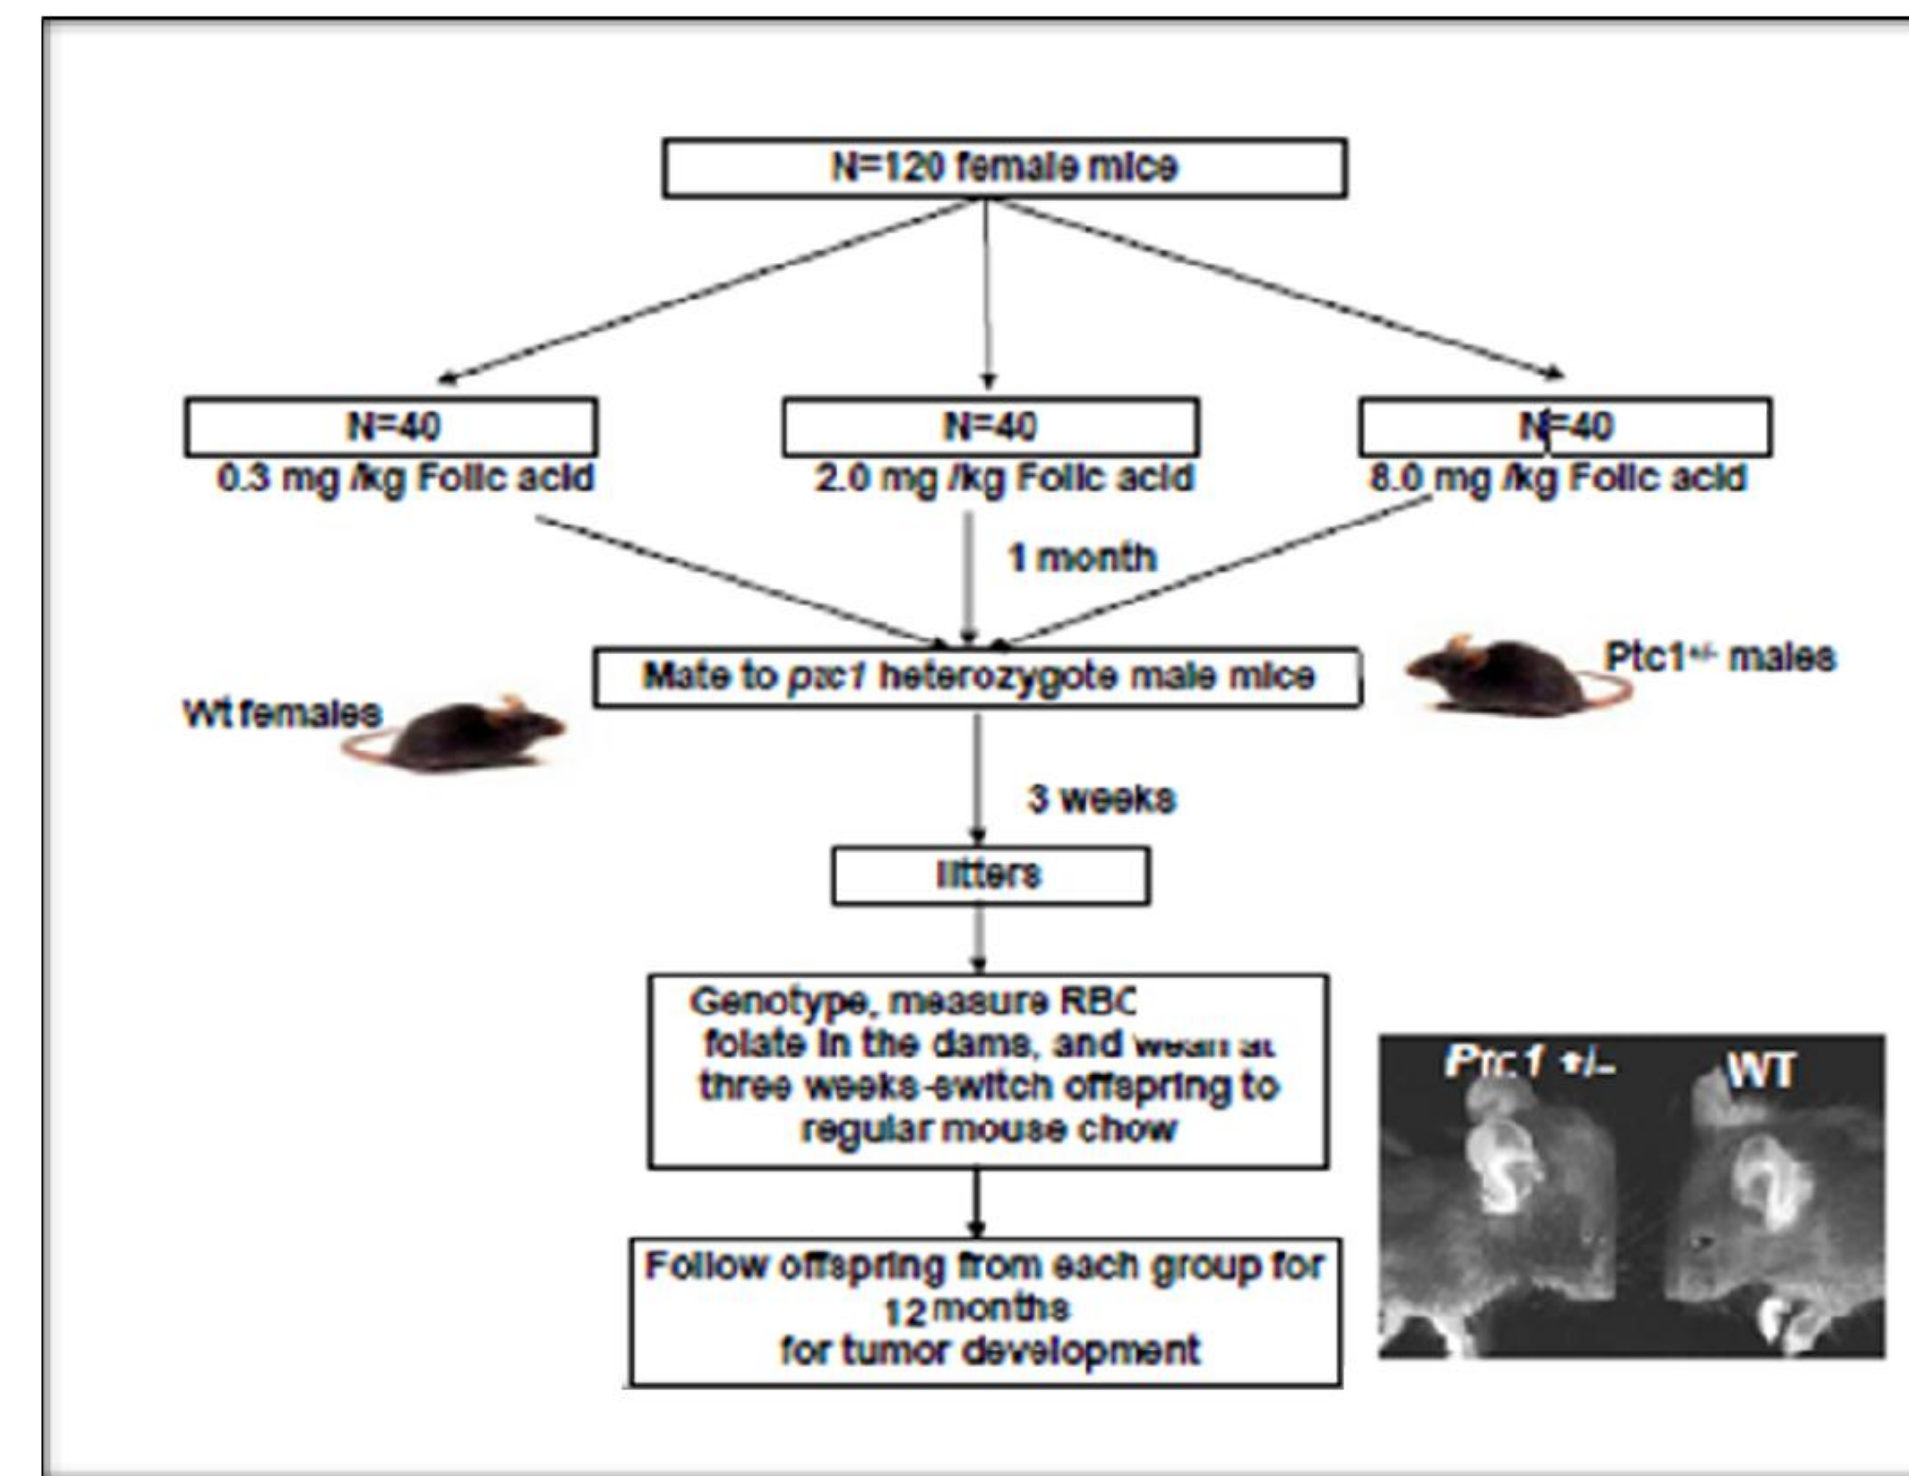 N=120 female mice
N=40
N=40
N=40
0.3 mg /kg Folic acid
2.0 mg /kg Folic acid
8.0 mg /kg Folic acid
1 month
Mate to ptc1 heterozygote male mice
Ptc1+/- males
Wt females
3 weeks
litters
Genotype, measure RBC
folate in the dams, and wean at
three weeks-switch offspring to
regular mouse chow
Ptc1 +/-
WT
Follow offspring from each group for
12 months
for tumor development